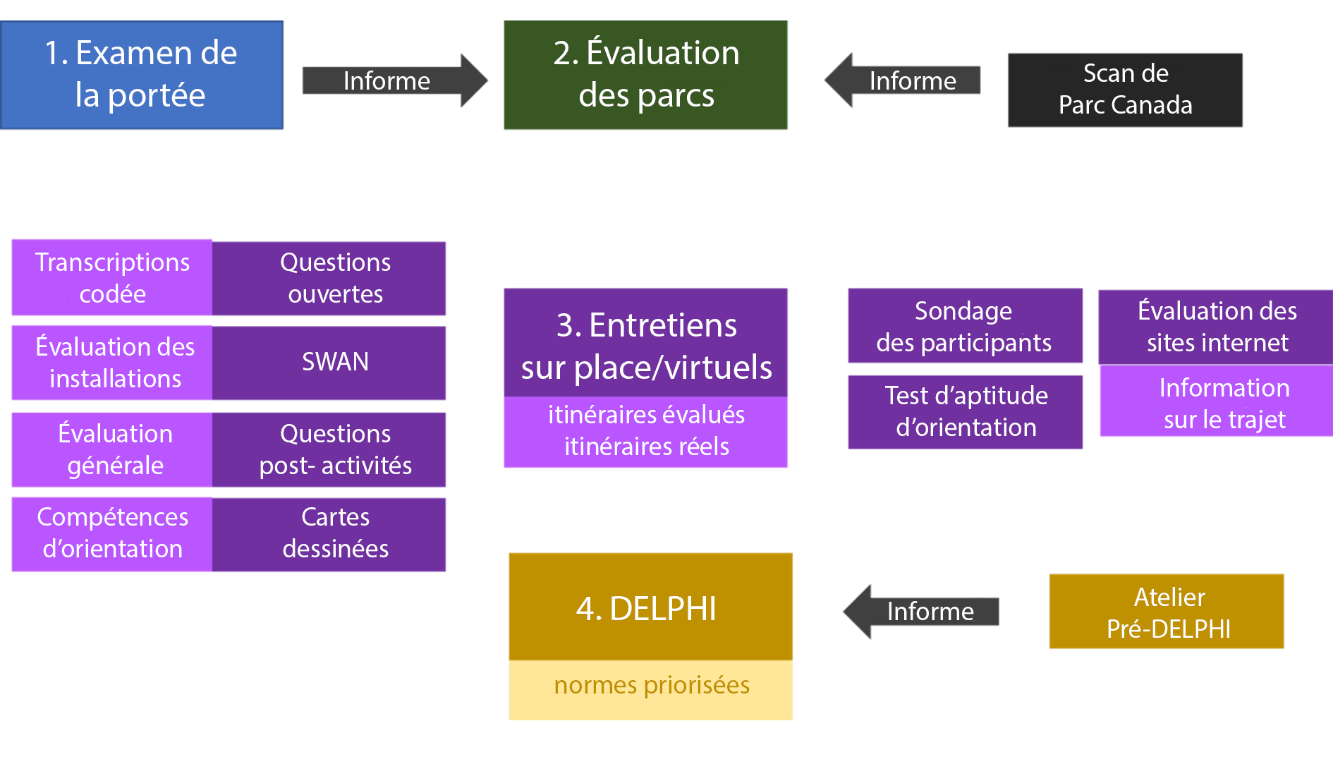 1. Examen de
la portée
Informe
2. Évaluation
des parcs
Informe
Scan de
Parc Canada
Transcriptions
codée
Questions
ouvertes
Évaluation des
installations
SWAN
Évaluation
générale
Questions
post- activités
Compétences
d'orientation
Cartes
dessinées
3. Entretiens
sur place/virtuels
itinéraires évalués
itinéraires réels
Sondage
des participants
Évaluation des
sites internet
Test d'aptitude
d'orientation
Information
sur le trajet
4. DELPHI
normes priorisées
Informe
Atelier
Pré-DELPHI